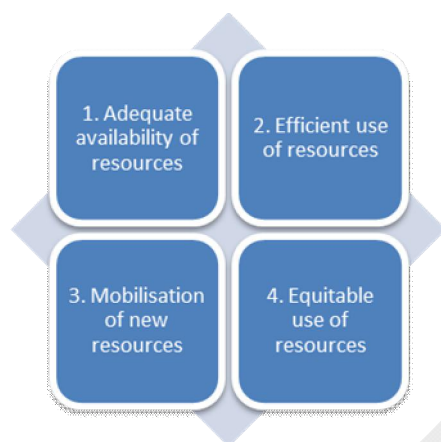 1. Adequate
availability of
resources
2. Efficient use
of resources
3. Mobilisation
of new
resources
4. Equitable
use of
resources